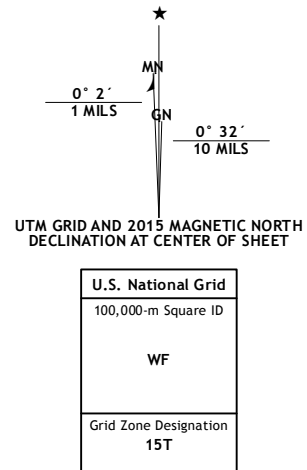 ★
MN
0° 2´
1 MILS
GN
0° 32´
10 MILS
UTM GRID AND 2015 MAGNETIC NORTH
DECLINATION AT CENTER OF SHEET
U.S. National Grid
100,000-m Square ID
WF
Grid Zone Designation
15T